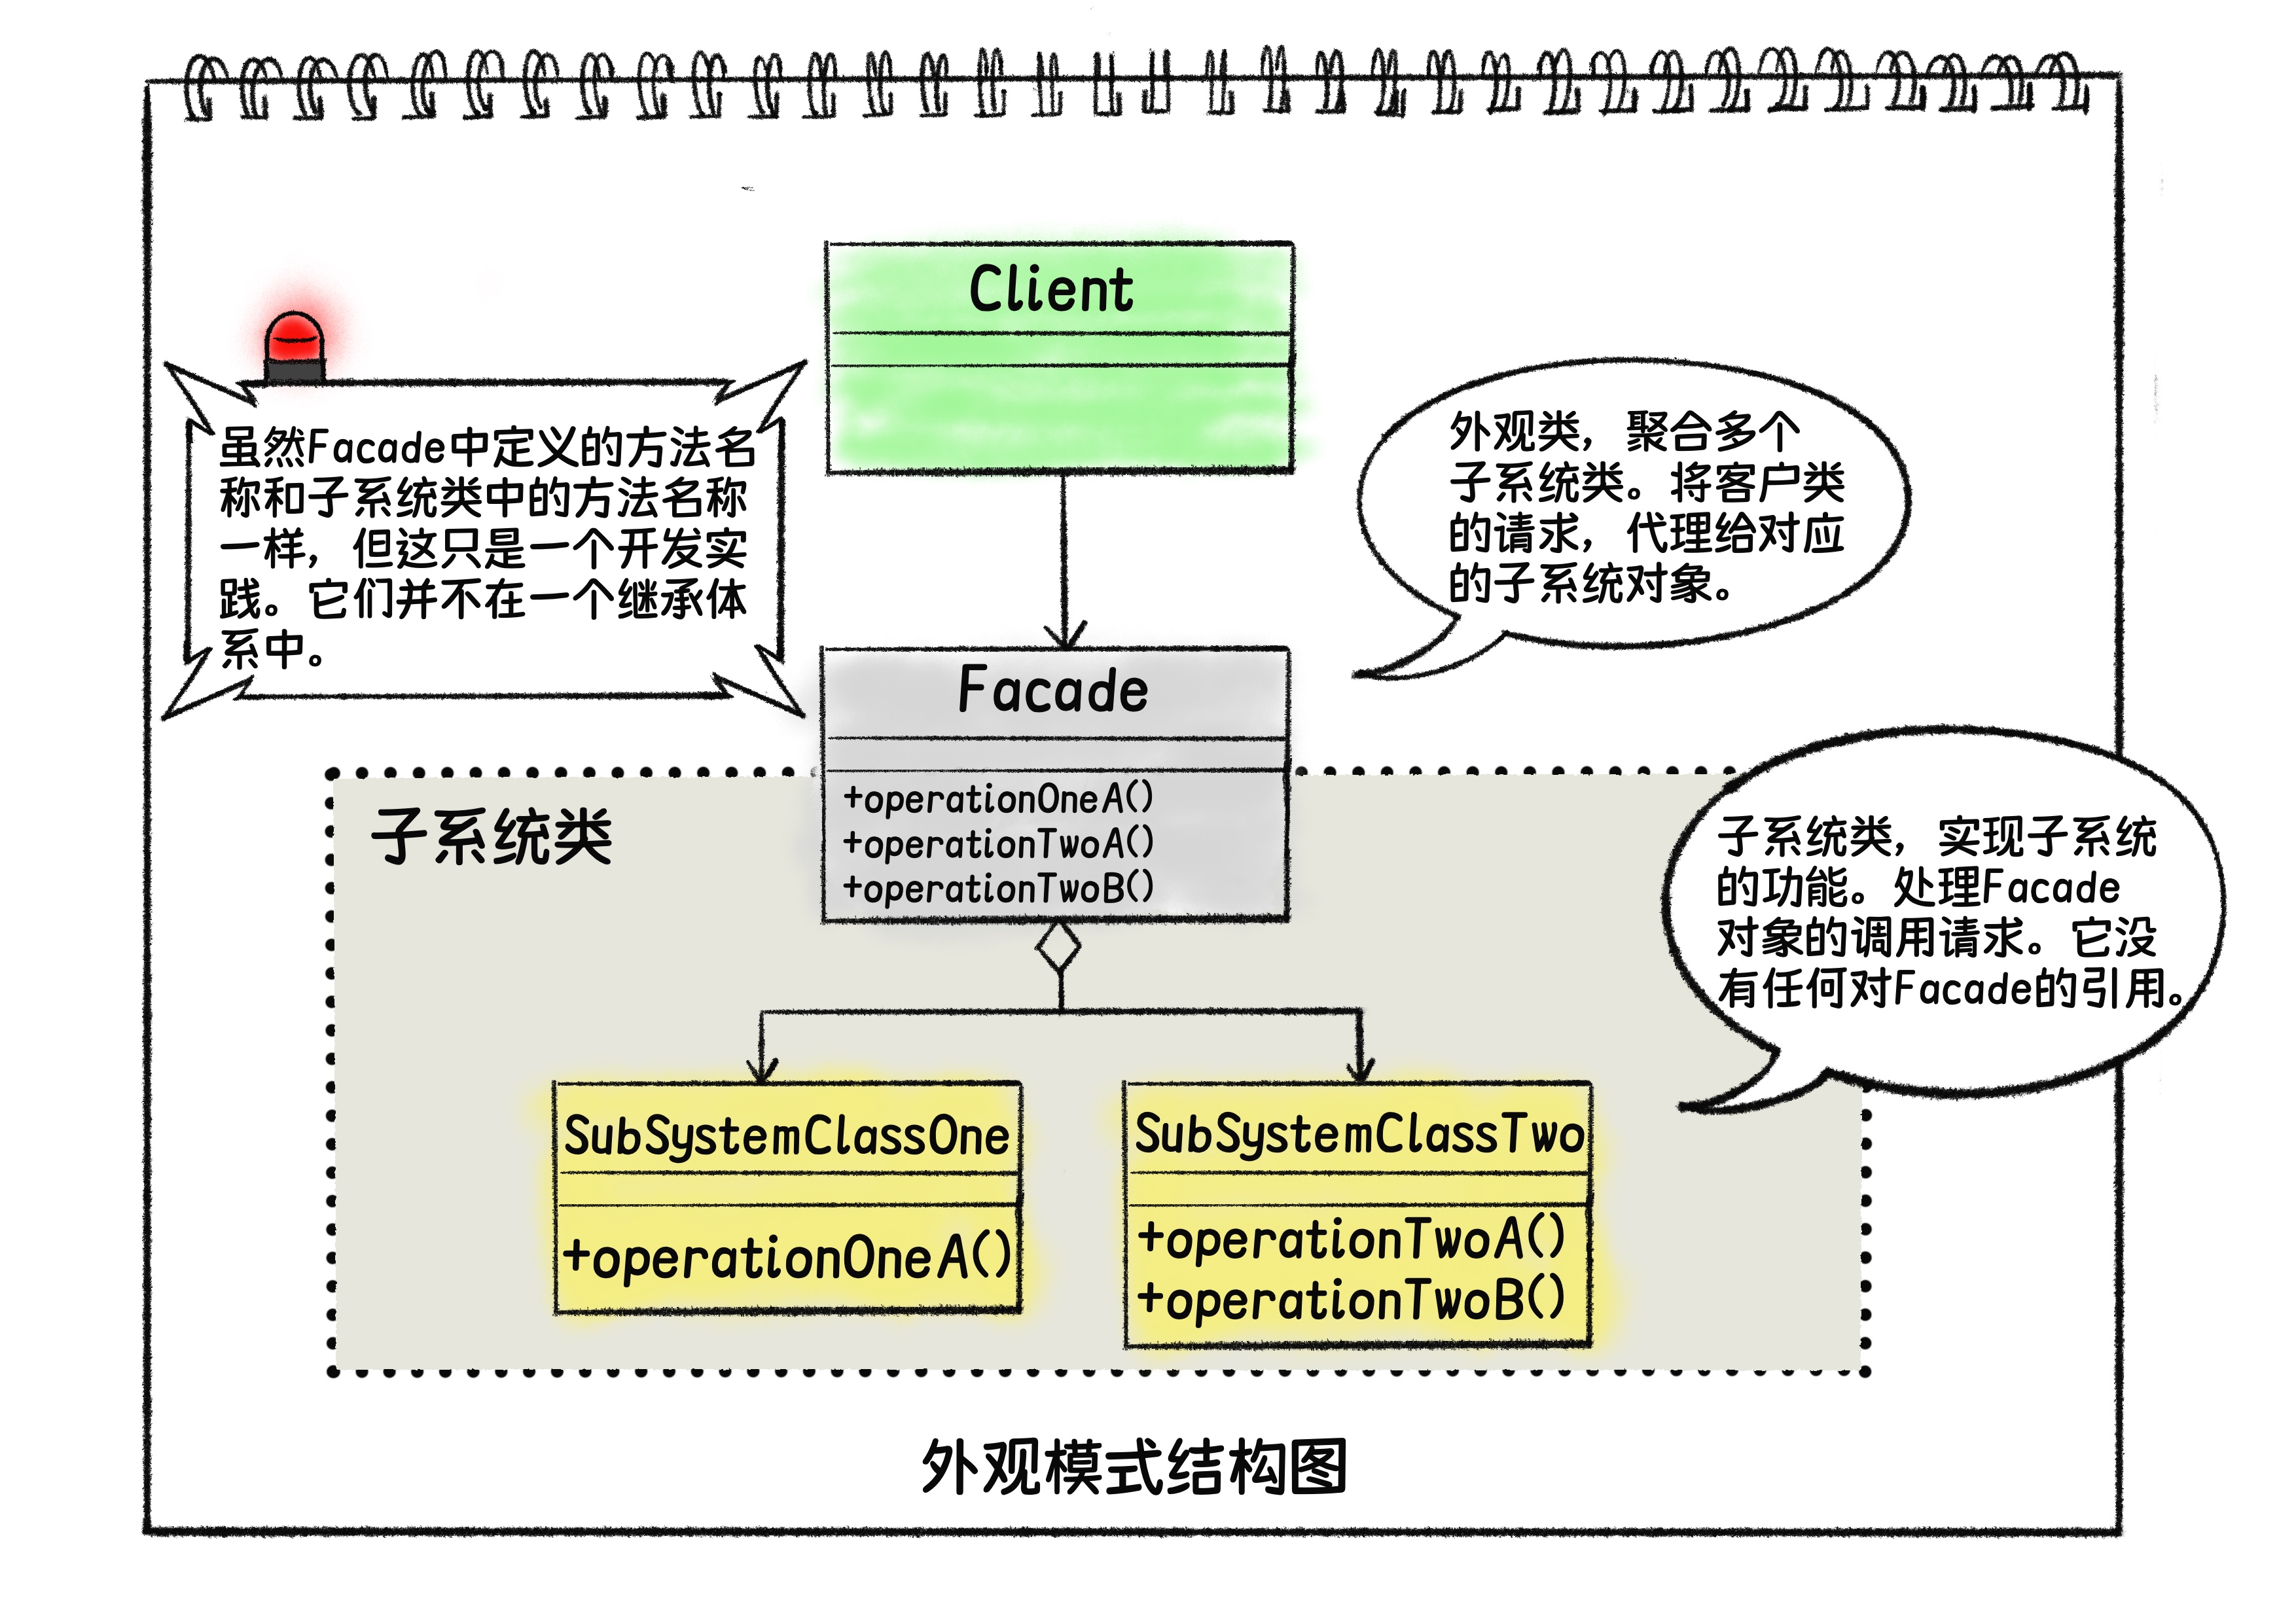 Client
虽然Facade中定义的方法名
称和子系统类中的方法名称
一样，但这只是一个开发实
践。它们并不在一个继承体
系中。
外观类，聚合多个
子系统类。将客户类
的请求，代理给对应
的子系统对象。
Facade
+operationOneA()
+operationTwoA()
+operationTwoB()
子系统类
子系统类，实现子系统
的功能。处理Facade
对象的调用请求。它没
有任何对Facade的引用。
SubSystemClassOne
+operationOneA()
SubSystemClassTwo
+operationTwoA()
+operationTwoB()
外观模式结构图